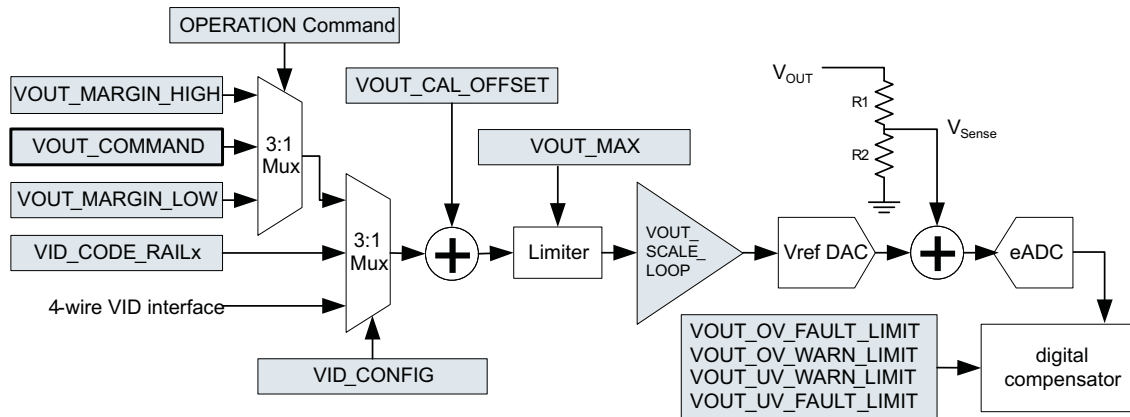 OPERATION Command
VOUT_MARGIN_HIGH
VOUT_COMMAND
VOUT_MARGIN_LOW
3:1
Mux
VID_CODE_RAILx
4-wire VID interface
3:1
Mux
VID_CONFIG
VOUT_CAL_OFFSET
+
VOUT_MAX
Limiter
VOUT_
SCALE_
LOOP
Vref DAC
VOUT
R1
R2
VSense
+
eADC
VOUT_OV_FAULT_LIMIT
VOUT_OV_WARN_LIMIT
VOUT_UV_WARN_LIMIT
VOUT_UV_FAULT_LIMIT
digital
compensator